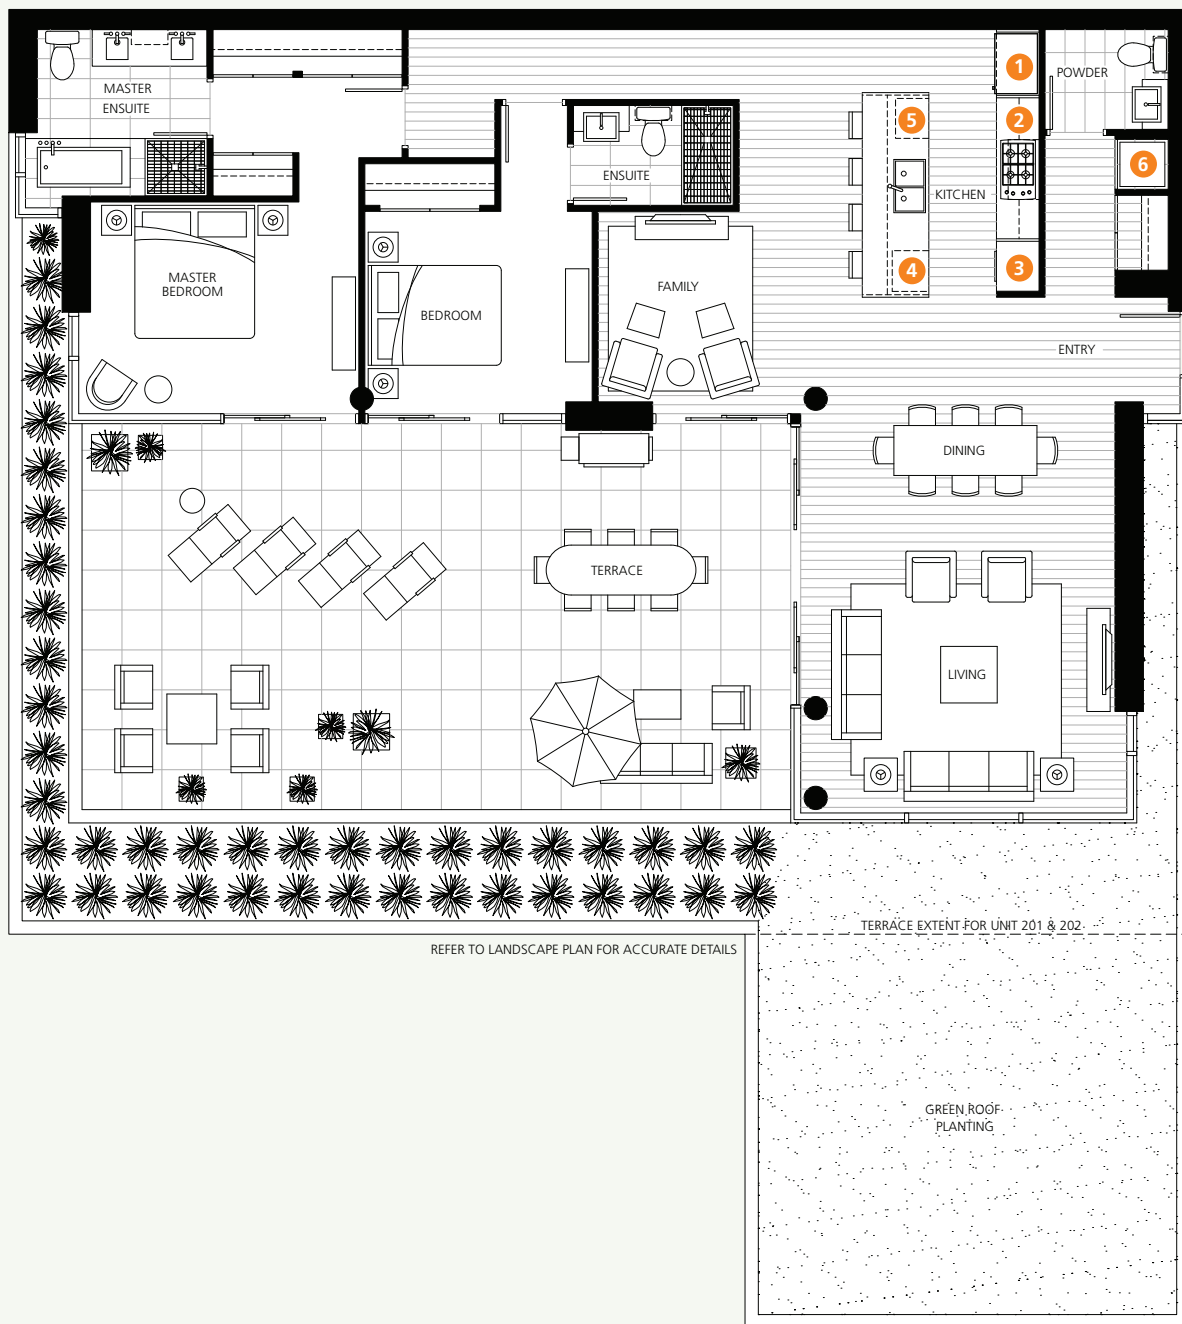 1
POWDER
MASTER
ENSUITE
5
2
6
ENSUITE
KITCHEN
MASTER
BEDROOM
4
3
FAMILY
BEDROOM
ENTRY
DINING
TERRACE
LIVING
TERRACE EXTENT FOR UNIT 201 & 202
REFER TO LANDSCAPE PLAN FOR ACCURATE DETAILS
GREEN ROOF
PLANTING